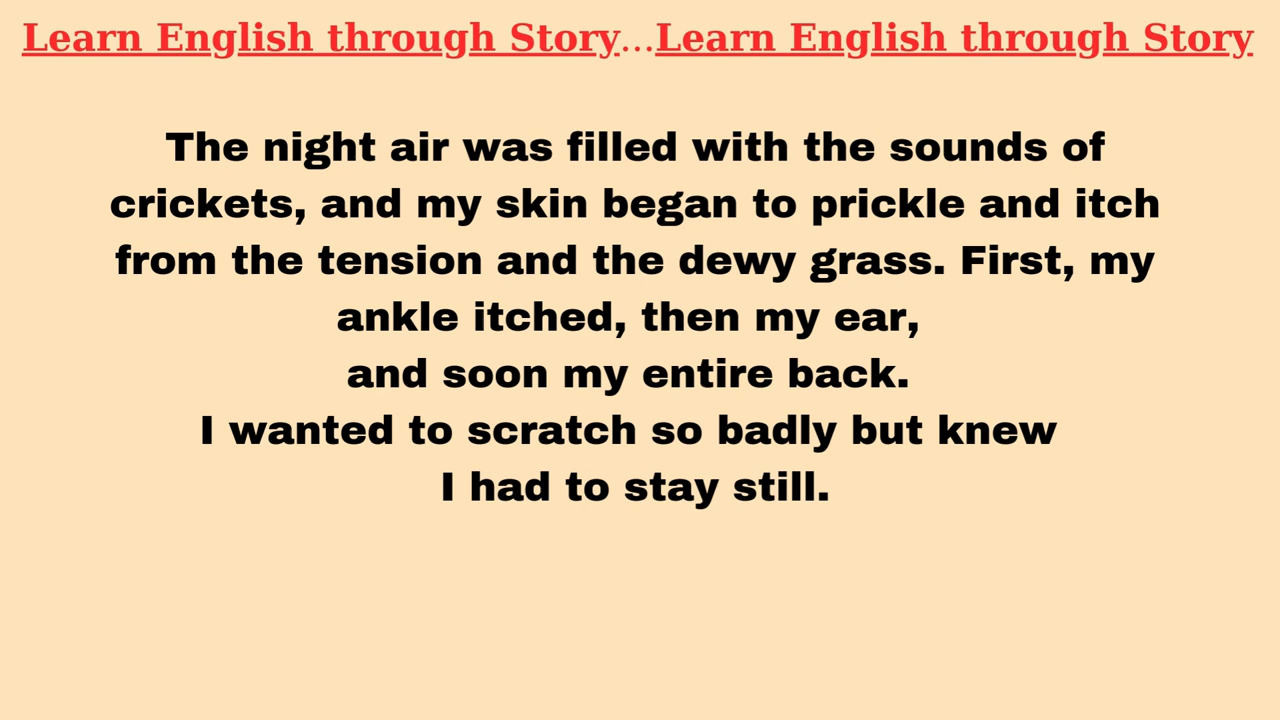 Learn English through Story...Learn English through Story
The night air was filled with the sounds of
crickets, and my skin began to prickle and itch
from the tension and the dewy grass. First, my
ankle itched, then my ear,
and soon my entire back.
I wanted to scratch so badly but knew
I had to stay still.